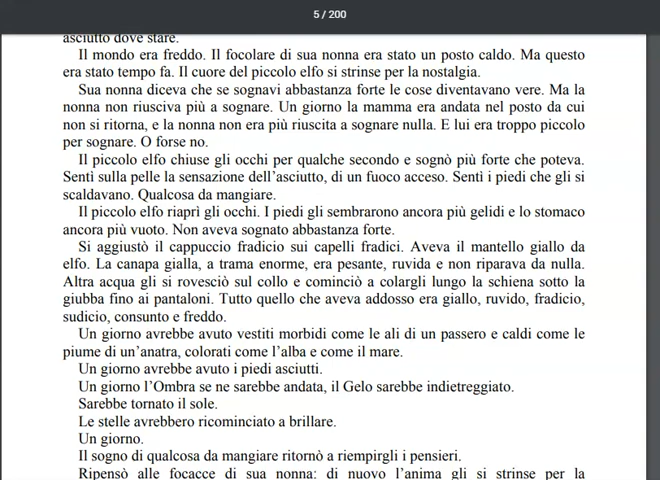 5 / 200
asciutto dove stare.
Il mondo era freddo. Il focolare di sua nonna era stato un posto caldo. Ma questo
era stato tempo fa. Il cuore del piccolo elfo si strinse per la nostalgia.
Sua nonna diceva che se sognavi abbastanza forte le cose diventavano vere. Ma la
nonna non riusciva più a sognare. Un giorno la mamma era andata nel posto da cui
non si ritorna, e la nonna non era più riuscita a sognare nulla. E lui era troppo piccolo
per sognare. O forse no.
Il piccolo elfo chiuse gli occhi per qualche secondo e sognò più forte che poteva.
Sentì sulla pelle la sensazione dell’asciutto, di un fuoco acceso. Sentì i piedi che gli si
scaldavano. Qualcosa da mangiare.
Il piccolo elfo riaprì gli occhi. I piedi gli sembrarono ancora più gelidi e lo stomaco
ancora più vuoto. Non aveva sognato abbastanza forte.
Si aggiustò il cappuccio fradicio sui capelli fradici. Aveva il mantello giallo da
elfo. La canapa gialla, a trama enorme, era pesante, ruvida e non riparava da nulla.
Altra acqua gli si rovesciò sul collo e cominciò a colargli lungo la schiena sotto la
giubba fino ai pantaloni. Tutto quello che aveva addosso era giallo, ruvido, fradicio,
sudicio, consunto e freddo.
Un giorno avrebbe avuto vestiti morbidi come le ali di un passero e caldi come le
piume di un’anatra, colorati come l’alba e come il mare.
Un giorno avrebbe avuto i piedi asciutti.
Un giorno l’Ombra se ne sarebbe andata, il Gelo sarebbe indietreggiato.
Sarebbe tornato il sole.
Le stelle avrebbero ricominciato a brillare.
Un giorno.
Il sogno di qualcosa da mangiare ritornò a riempirgli i pensieri.
Ripensò alle focacce di sua nonna: di nuovo l’anima gli si strinse per la